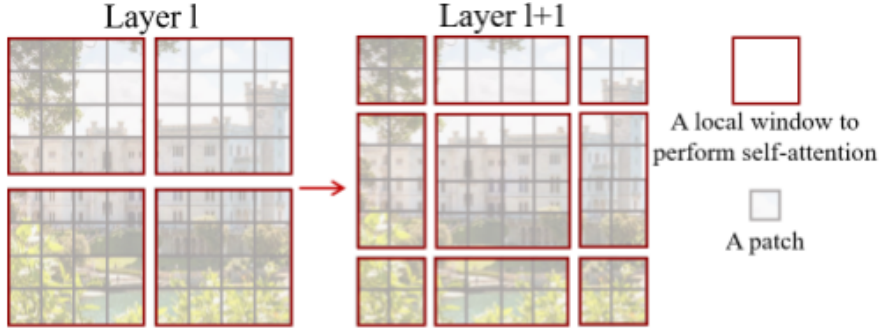 Layer l
Layer l+1
A local window to
perform self-attention
A patch